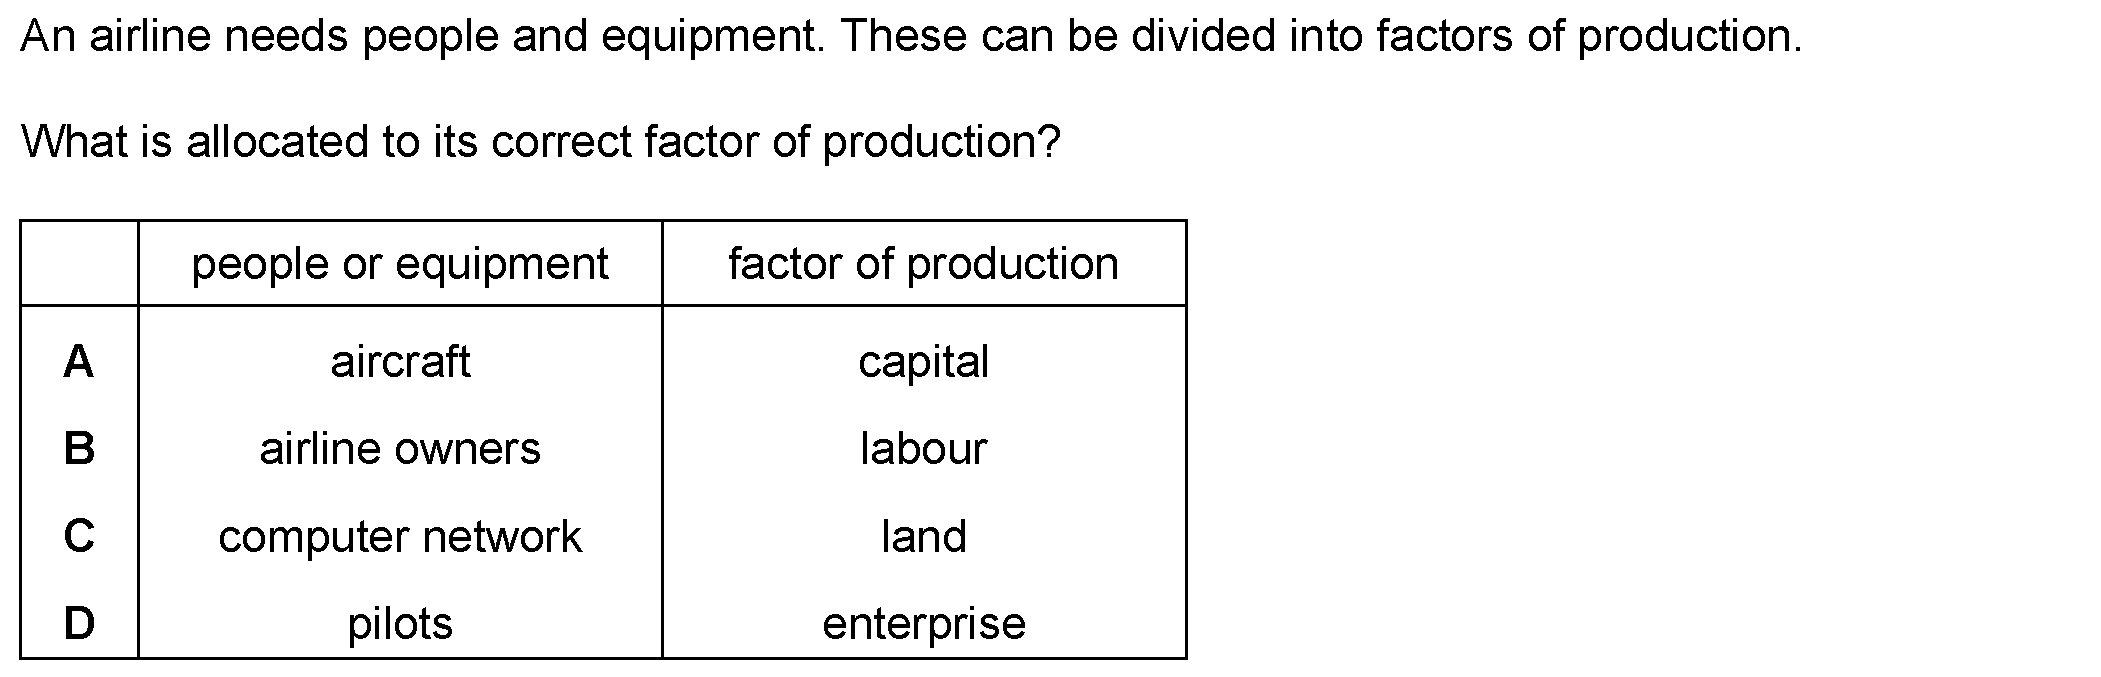 An airline needs people and equipment. These can be divided into factors of production.
What is allocated to its correct factor of production?
people or equipment factor of production
A aircraft capital
B airline owners labour
C computer network land
D pilots enterprise